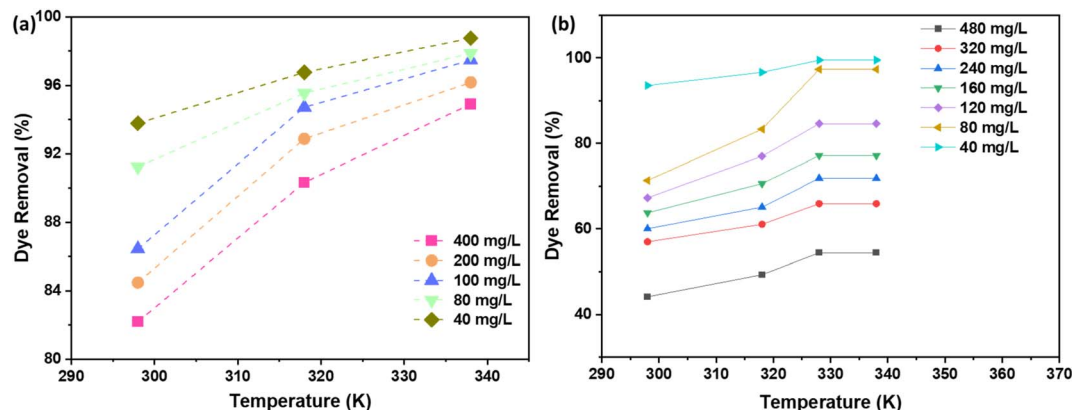 (a)
Dye Removal (%)
100
96
92
88
84
80
400 mg/L
200 mg/L
100 mg/L
80 mg/L
40 mg/L
290 300 310 320 330 340
Temperature (K)
(b)
Dye Removal (%)
100
80
60
40
480 mg/L
320 mg/L
240 mg/L
160 mg/L
120 mg/L
80 mg/L
40 mg/L
290 300 310 320 330 340 350 360 370
Temperature (K)